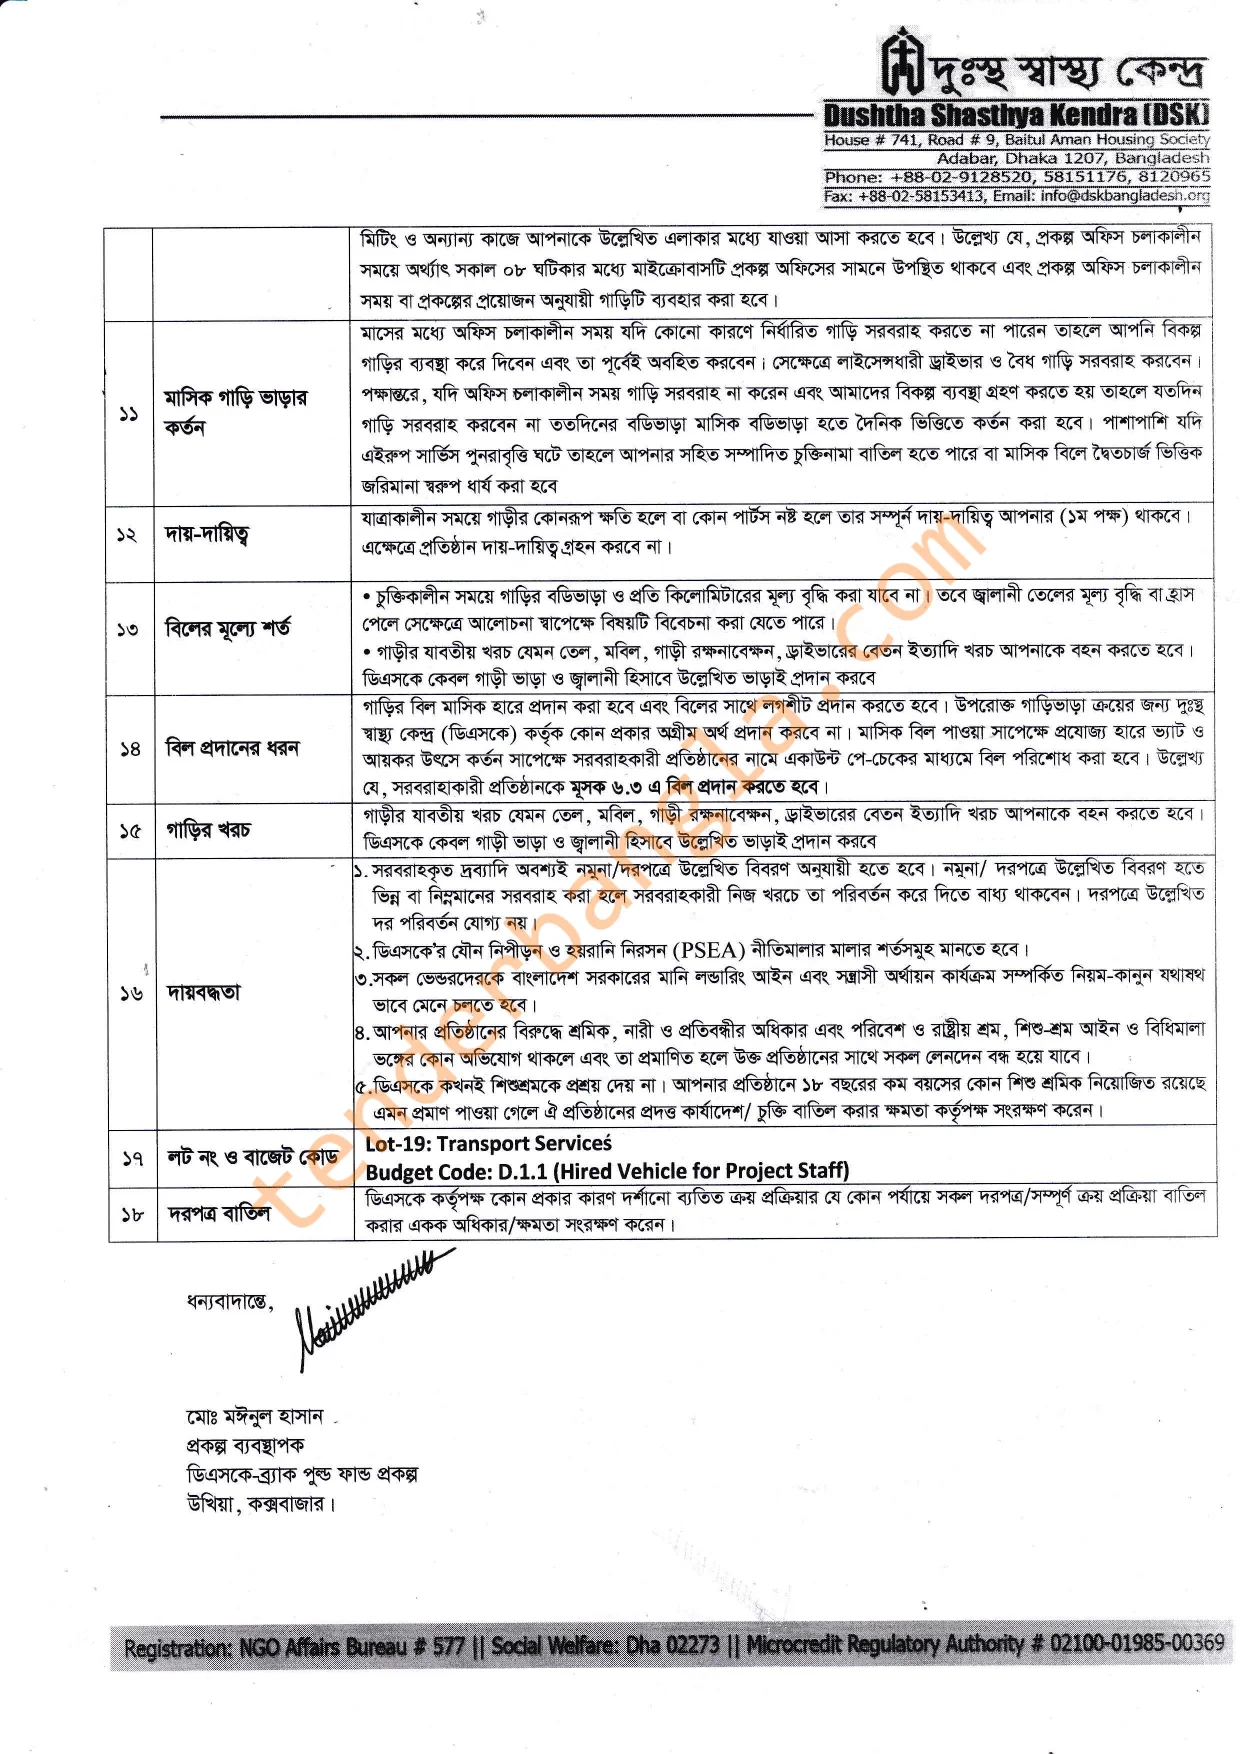 দুঃস্থ স্বাস্থ্য কেন্দ্র
Dushtha Shasthya Kendra (DSK)
House # 741, Road # 9, Baitul Aman Housing Society
Adabar, Dhaka 1207, Bangladesh
Phone: +88-02-9128520, 58151176, 8120965
Fax: +88-02-58153413, Email: info@dskbangladesh.org
মিটিং ও অন্যান্য কাজে আপনাকে উল্লেখিত এলাকার মধ্যে যাওয়া আসা করতে হবে। উল্লেখ্য যে, প্রকল্প অফিস চলাকালীন
সময়ে অর্থ্যাৎ সকাল ০৮ ঘটিকার মধ্যে মাইক্রোবাসটি প্রকল্প অফিসের সামনে উপস্থিত থাকবে এবং প্রকল্প অফিস চলাকালীন
সময় বা প্রকল্পের প্রয়োজন অনুযায়ী গাড়িটি ব্যবহার করা হবে।
১১
মাসিক গাড়ি ভাড়ার
কর্তন
মাসের মধ্যে অফিস চলাকালীন সময় যদি কোনো কারণে নির্ধারিত গাড়ি সরবরাহ করতে না পারেন তাহলে আপনি বিকল্প
গাড়ির ব্যবস্থা করে দিবেন এবং তা পূর্বেই অবহিত করবেন। সেক্ষেত্রে লাইসেন্সধারী ড্রাইভার ও বৈধ গাড়ি সরবরাহ করবেন।
পক্ষান্তরে, যদি অফিস চলাকালীন সময় গাড়ি সরবরাহ না করেন এবং আমাদের বিকল্প ব্যবস্থা গ্রহণ করতে হয় তাহলে যতদিন
গাড়ি সরবরাহ করবেন না ততদিনের বডিভাড়া মাসিক বডিভাড়া হতে দৈনিক ভিত্তিতে কর্তন করা হবে। পাশাপাশি যদি
এইরুপ সার্ভিস পুনরাবৃত্তি ঘটে তাহলে আপনার সহিত সম্পাদিত চুক্তিনামা বাতিল হতে পারে বা মাসিক বিলে দ্বৈতচার্জ ভিত্তিক
জরিমানা স্বরুপ ধার্য করা হবে
১২
দায়-দায়িত্ব
যাত্রাকালীন সময়ে গাড়ীর কোনরূপ ক্ষতি হলে বা কোন পার্টস নষ্ট হলে তার সম্পূর্ন দায়-দায়িত্ব আপনার (১ম পক্ষ) থাকবে।
এক্ষেত্রে প্রতিষ্ঠান দায়-দায়িত্ব গ্রহন করবে না।
১৩
বিলের মূল্যে শর্ত
• চুক্তিকালীন সময়ে গাড়ির বডিভাড়া ও প্রতি কিলোমিটারের মূল্য বৃদ্ধি করা যাবে না। তবে জ্বালানী তেলের মূল্য বৃদ্ধি বা হ্রাস
পেলে সেক্ষেত্রে আলোচনা স্বাপেক্ষে বিষয়টি বিবেচনা করা যেতে পারে।
• গাড়ীর যাবতীয় খরচ যেমন তেল, মবিল, গাড়ী রক্ষনাবেক্ষন, ড্রাইভারের বেতন ইত্যাদি খরচ আপনাকে বহন করতে হবে।
ডিএসকে কেবল গাড়ী ভাড়া ও জ্বালানী হিসাবে উল্লেখিত ভাড়াই প্রদান করবে
১৪
বিল প্রদানের ধরন
গাড়ির বিল মাসিক হারে প্রদান করা হবে এবং বিলের সাথে লগশীট প্রদান করতে হবে। উপরোক্ত গাড়িভাড়া ক্রয়ের জন্য দুঃস্থ
স্বাস্থ্য কেন্দ্র (ডিএসকে) কর্তৃক কোন প্রকার অগ্রীম অর্থ প্রদান করবে না। মাসিক বিল পাওয়া সাপেক্ষে প্রযোজ্য হারে ভ্যাট ও
আয়কর উৎসে কর্তন সাপেক্ষে সরবরাহকারী প্রতিষ্ঠানের নামে একাউন্ট পে-চেকের মাধ্যমে বিল পরিশোধ করা হবে। উল্লেখ্য
যে, সরবরাহাকারী প্রতিষ্ঠানকে মূসক ৬.৩ এ বিল প্রদান করতে হবে।
১৫
গাড়ির খরচ
গাড়ীর যাবতীয় খরচ যেমন তেল, মবিল, গাড়ী রক্ষনাবেক্ষন, ড্রাইভারের বেতন ইত্যাদি খরচ আপনাকে বহন করতে হবে।
ডিএসকে কেবল গাড়ী ভাড়া ও জ্বালানী হিসাবে উল্লেখিত ভাড়াই প্রদান করবে
১৬
দায়বদ্ধতা
১. সরবরাহকৃত দ্রব্যাদি অবশ্যই নমুনা/দরপত্রে উল্লেখিত বিবরণ অনুযায়ী হতে হবে। নমুনা/ দরপত্রে উল্লেখিত বিবরণ হতে
ভিন্ন বা নিম্নমানের সরবরাহ করা হলে সরবরাহকারী নিজ খরচে তা পরিবর্তন করে দিতে বাধ্য থাকবেন। দরপত্রে উল্লেখিত
দর পরিবর্তন যোগ্য নয়।
২. ডিএসকে'র যৌন নিপীড়ন ও হয়রানি নিরসন (PSEA) নীতিমালার মালার শর্তসমুহ মানতে হবে।
৩. সকল ভেন্ডরদেরকে বাংলাদেশ সরকারের মানি লন্ডারিং আইন এবং সন্ত্রাসী অর্থায়ন কার্যক্রম সম্পর্কিত নিয়ম-কানুন যথাযথ
ভাবে মেনে চলতে হবে।
৪. আপনার প্রতিষ্ঠানের বিরুদ্ধে শ্রমিক, নারী ও প্রতিবন্ধীর অধিকার এবং পরিবেশ ও রাষ্ট্রীয় শ্রম, শিশু-শ্রম আইন ও বিধিমালা
ভঙ্গের কোন অভিযোগ থাকলে এবং তা প্রমাণিত হলে উক্ত প্রতিষ্ঠানের সাথে সকল লেনদেন বন্ধ হয়ে যাবে।
৫. ডিএসকে কখনই শিশুশ্রমকে প্রশ্রয় দেয় না। আপনার প্রতিষ্ঠানে ১৮ বছরের কম বয়সের কোন শিশু শ্রমিক নিয়োজিত রয়েছে
এমন প্রমাণ পাওয়া গেলে ঐ প্রতিষ্ঠানের প্রদত্ত কার্যাদেশ/ চুক্তি বাতিল করার ক্ষমতা কর্তৃপক্ষ সংরক্ষণ করেন।
১৭
লট নং ও বাজেট কোড
Lot-19: Transport Services
Budget Code: D.1.1 (Hired Vehicle for Project Staff)
১৮
দরপত্র বাতিল
ডিএসকে কর্তৃপক্ষ কোন প্রকার কারণ দর্শানো ব্যতিত ক্রয় প্রক্রিয়ার যে কোন পর্যায়ে সকল দরপত্র/সম্পূর্ণ ক্রয় প্রক্রিয়া বাতিল
করার একক অধিকার/ক্ষমতা সংরক্ষণ করেন।
tenderbangla.com
ধন্যবাদান্তে,
মোঃ মঈনুল হাসান
প্রকল্প ব্যবস্থাপক
ডিএসকে-ব্র্যাক পুল্ড ফান্ড প্রকল্প
উখিয়া, কক্সবাজার।
Registration: NGO Affairs Bureau # 577 || Social Welfare: Dha 02273 || Microcredit Regulatory Authority # 02100-01985-00369